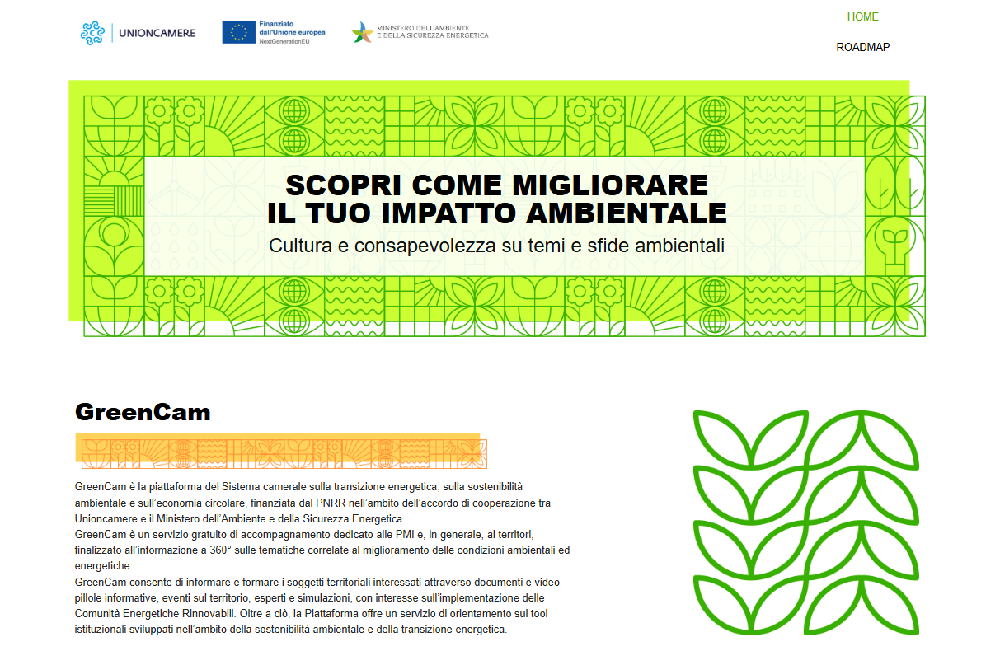 UNIONCAMERE
Finanziato
dall'Unione europea
NextGenerationEU
MINISTERO DELL'AMBIENTE
E DELLA SICUREZZA ENERGETICA
HOME
ROADMAP
SCOPRI COME MIGLIORARE
IL TUO IMPATTO AMBIENTALE
Cultura e consapevolezza su temi e sfide ambientali
GreenCam
GreenCam è la piattaforma del Sistema camerale sulla transizione energetica, sulla sostenibilità
ambientale e sull’economia circolare, finanziata dal PNRR nell’ambito dell’accordo di cooperazione tra
Unioncamere e il Ministero dell’Ambiente e della Sicurezza Energetica.
GreenCam è un servizio gratuito di accompagnamento dedicato alle PMI e, in generale, ai territori,
finalizzato all’informazione a 360° sulle tematiche correlate al miglioramento delle condizioni ambientali ed
energetiche.
GreenCam consente di informare e formare i soggetti territoriali interessati attraverso documenti e video
pillole informative, eventi sul territorio, esperti e simulazioni, con interesse sull’implementazione delle
Comunità Energetiche Rinnovabili. Oltre a ciò, la Piattaforma offre un servizio di orientamento sui tool
istituzionali sviluppati nell’ambito della sostenibilità ambientale e della transizione energetica.